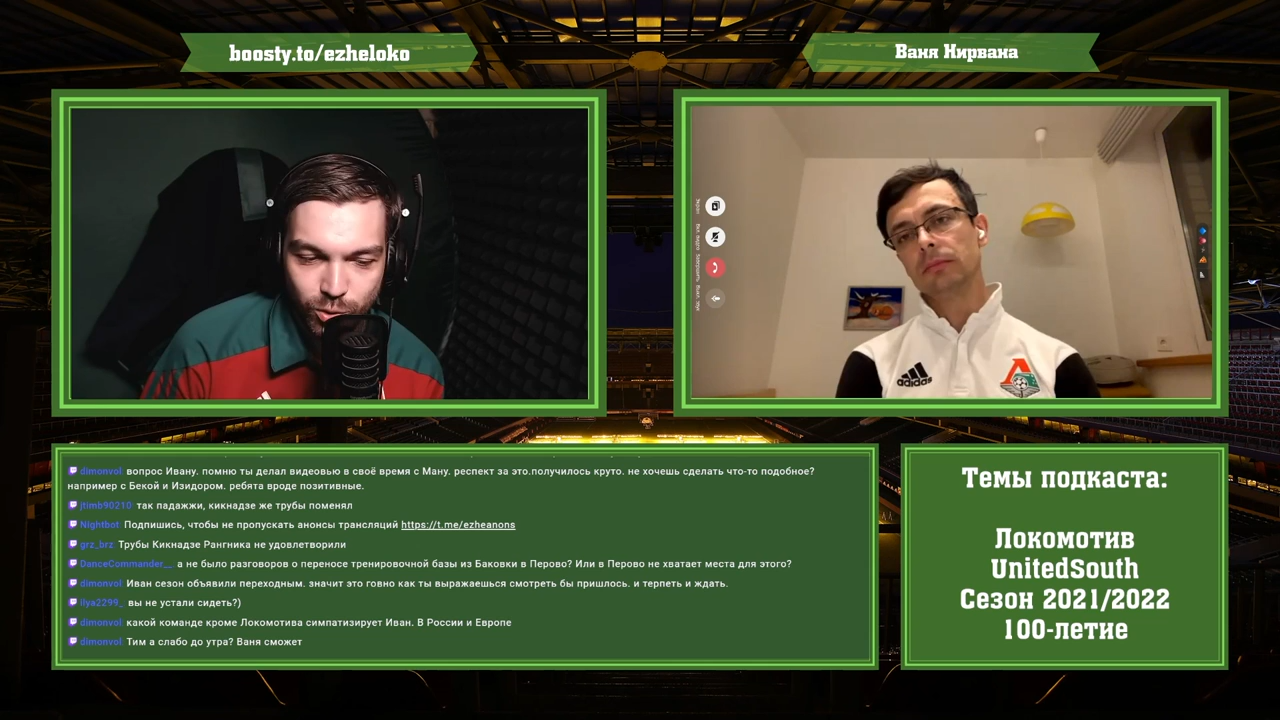 boosty.to/ezheloko
Ваня Нирвана
adidas
dimonvol: вопрос Ивану. помню ты делал видеовью в своё время с Ману. респект за это.получилось круто. не хочешь сделать что-то подобное?
например с Бекой и Изидором. ребята вроде позитивные.
jtimb90210: так падажжи, кикнадзе же трубы поменял
Nightbot: Подпишись, чтобы не пропускать анонсы трансляций https://t.me/ezheanons
grz_brz: Трубы Кикнадзе Рангника не удовлетворили
DanceCommander__: а не было разговоров о переносе тренировочной базы из Баковки в Перово? Или в Перово не хватает места для этого?
dimonvol: Иван сезон объявили переходным. значит это говно как ты выражаешься смотреть бы пришлось. и терпеть и ждать.
ilya2299_: вы не устали сидеть?)
dimonvol: какой команде кроме Локомотива симпатизирует Иван. В России и Европе
dimonvol: Тим а слабо до утра? Ваня сможет
Темы подкаста:
Локомотив
UnitedSouth
Сезон 2021/2022
100-летие